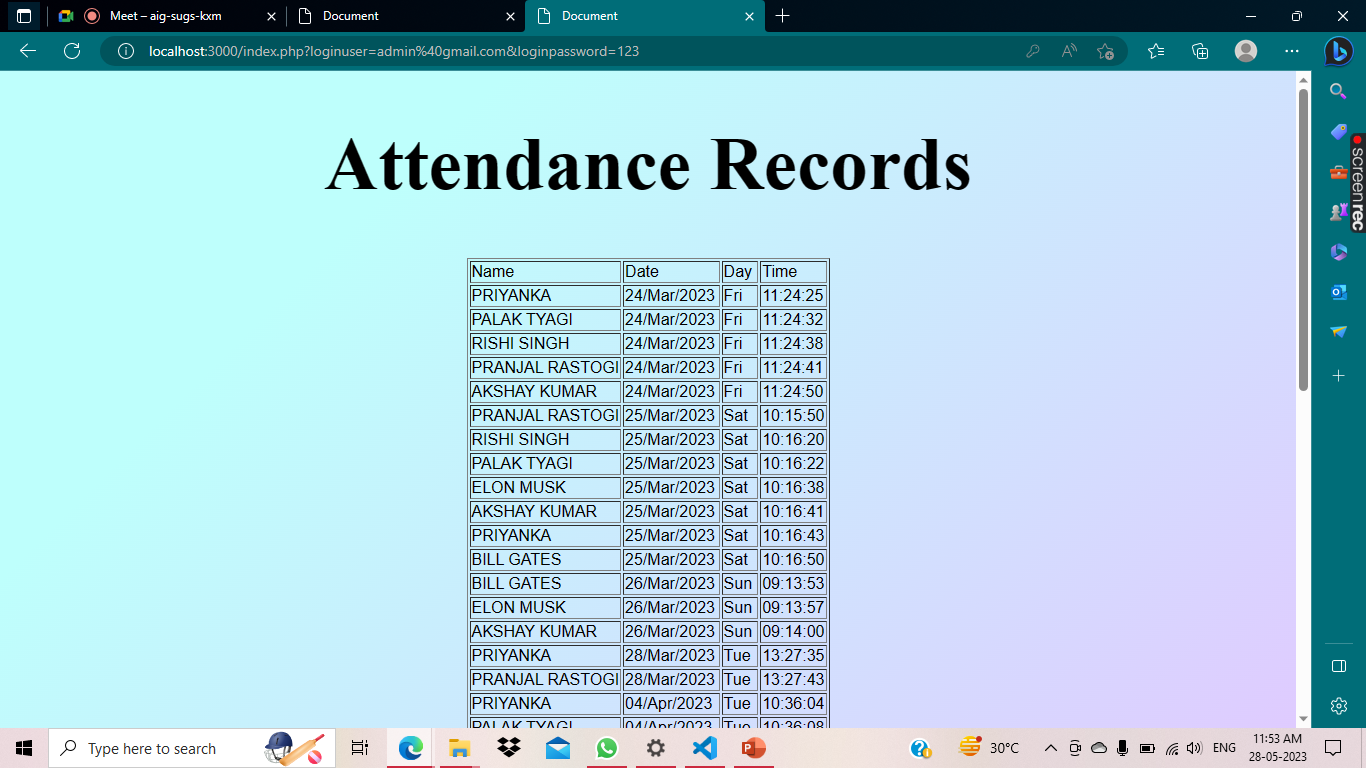 Meet – aig-sugs-kxm
Document
Document
localhost:3000/index.php?loginuser=admin%40gmail.com&loginpassword=123
Attendance Records
Name Date Day Time
PRIYANKA 24/Mar/2023 Fri 11:24:25
PALAK TYAGI 24/Mar/2023 Fri 11:24:32
RISHI SINGH 24/Mar/2023 Fri 11:24:38
PRANJAL RASTOGI 24/Mar/2023 Fri 11:24:41
AKSHAY KUMAR 24/Mar/2023 Fri 11:24:50
PRANJAL RASTOGI 25/Mar/2023 Sat 10:15:50
RISHI SINGH 25/Mar/2023 Sat 10:16:20
PALAK TYAGI 25/Mar/2023 Sat 10:16:22
ELON MUSK 25/Mar/2023 Sat 10:16:38
AKSHAY KUMAR 25/Mar/2023 Sat 10:16:41
PRIYANKA 25/Mar/2023 Sat 10:16:43
BILL GATES 25/Mar/2023 Sat 10:16:50
BILL GATES 26/Mar/2023 Sun 09:13:53
ELON MUSK 26/Mar/2023 Sun 09:13:57
AKSHAY KUMAR 26/Mar/2023 Sun 09:14:00
PRIYANKA 28/Mar/2023 Tue 13:27:35
PRANJAL RASTOGI 28/Mar/2023 Tue 13:27:43
PRIYANKA 04/Apr/2023 Tue 10:36:04
PALAK TYAGI 04/Apr/2023 Tue 10:36:08
screenrec
Type here to search
30°C
ENG
11:53 AM
28-05-2023